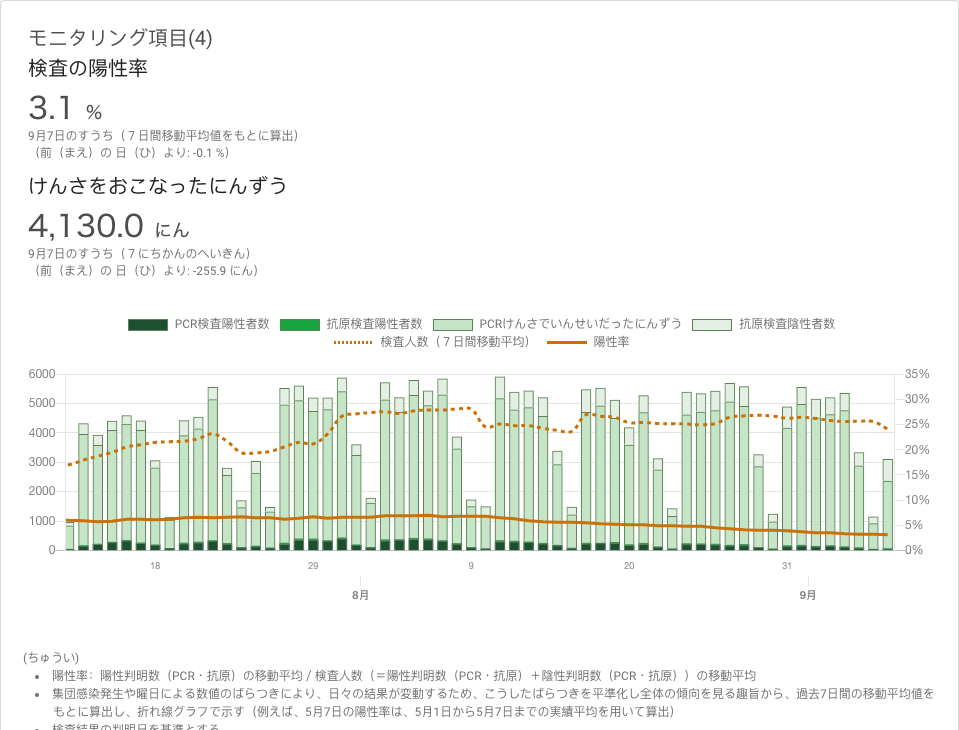 モニタリング項目(4)
検査の陽性率
3.1 %
9月7日のすうち（７日間移動平均値をもとに算出）
（前（まえ）の 日（ひ）より: -0.1 %）
けんさをおこなったにんずう
4,130.0 にん
9月7日のすうち（７にちかんのへいきん）
（前（まえ）の 日（ひ）より: -255.9 にん）
PCR検査陽性者数 抗原検査陽性者数 PCRけんさでいんせいだったにんずう 抗原検査陰性者数
検査人数（７日間移動平均） 陽性率
6000 35%
5000 30%
4000 25%
3000 20%
2000 15%
1000 10%
0 5%
0%
18 29 9 20 31
8月 9月
(ちゅうい)
• 陽性率：陽性判明数（PCR・抗原）の移動平均 / 検査人数（＝陽性判明数（PCR・抗原）＋陰性判明数（PCR・抗原））の移動平均
• 集団感染発生や曜日による数値のばらつきにより、日々の結果が変動するため、こうしたばらつきを平準化し全体の傾向を見る趣旨から、過去7日間の移動平均値を
もとに算出し、折れ線グラフで示す（例えば、5月7日の陽性率は、5月1日から5月7日までの実績平均を用いて算出）
• 検査結果の判明日を基準とする